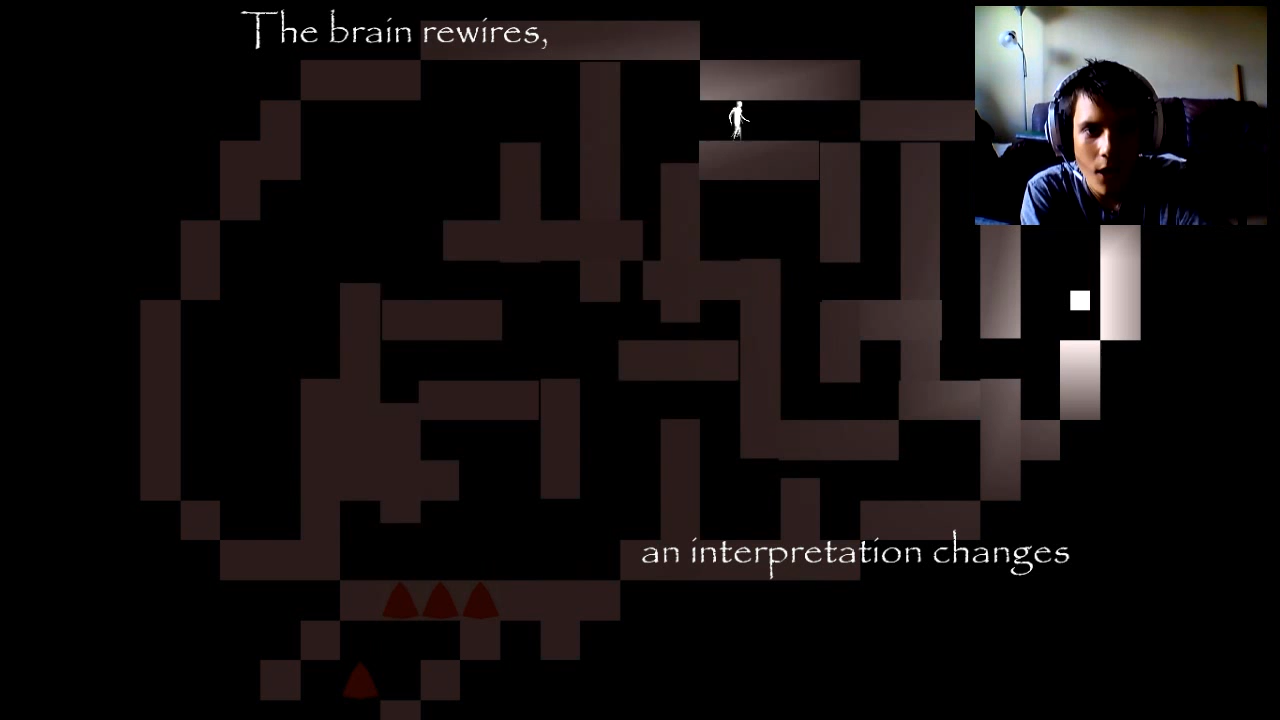 The brain rewires,
an interpretation changes